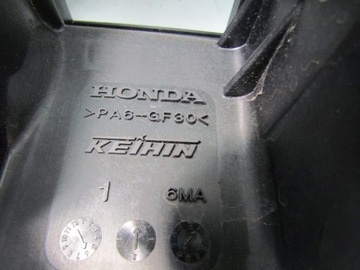 HONDA
>PA6-GF30<
KEIHIN
1 6MA